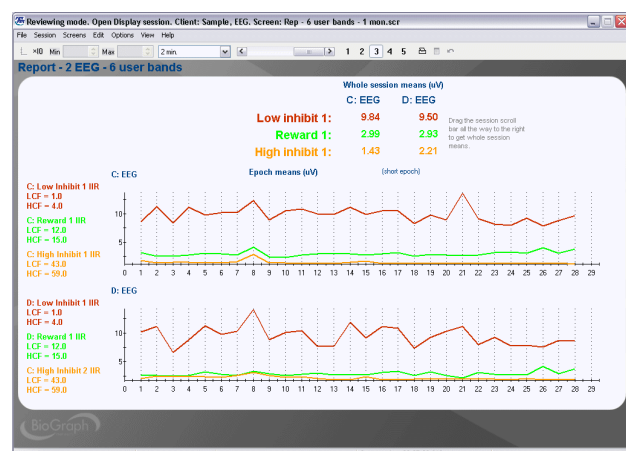 Reviewing mode. Open Display session. Client: Sample, EEG. Screen: Rep - 6 user bands - 1 mon.scr
File Session Screens Edit Options View Help
×10 Min Max 2 min. 1 2 3 4 5
Report - 2 EEG - 6 user bands
Whole session means (uV)
C: EEG D: EEG
Low inhibit 1: 9.84 9.50
Reward 1: 2.99 2.93
High inhibit 1: 1.43 2.21
Drag the session scroll
bar all the way to the right
to get whole session
means.
C: EEG Epoch means (uV) (short epoch)
C: Low Inhibit 1 IIR
LCF = 1.0
HCF = 4.0
C: Reward 1 IIR
LCF = 12.0
HCF = 15.0
C: High Inhibit 1 IIR
LCF = 43.0
HCF = 59.0
10
5
0 1 2 3 4 5 6 7 8 9 10 11 12 13 14 15 16 17 18 19 20 21 22 23 24 25 26 27 28 29
D: EEG
D: Low Inhibit 1 IIR
LCF = 1.0
HCF = 4.0
D: Reward 1 IIR
LCF = 12.0
HCF = 15.0
C: High Inhibit 2 IIR
LCF = 43.0
HCF = 59.0
10
5
0 1 2 3 4 5 6 7 8 9 10 11 12 13 14 15 16 17 18 19 20 21 22 23 24 25 26 27 28 29
BioGraph